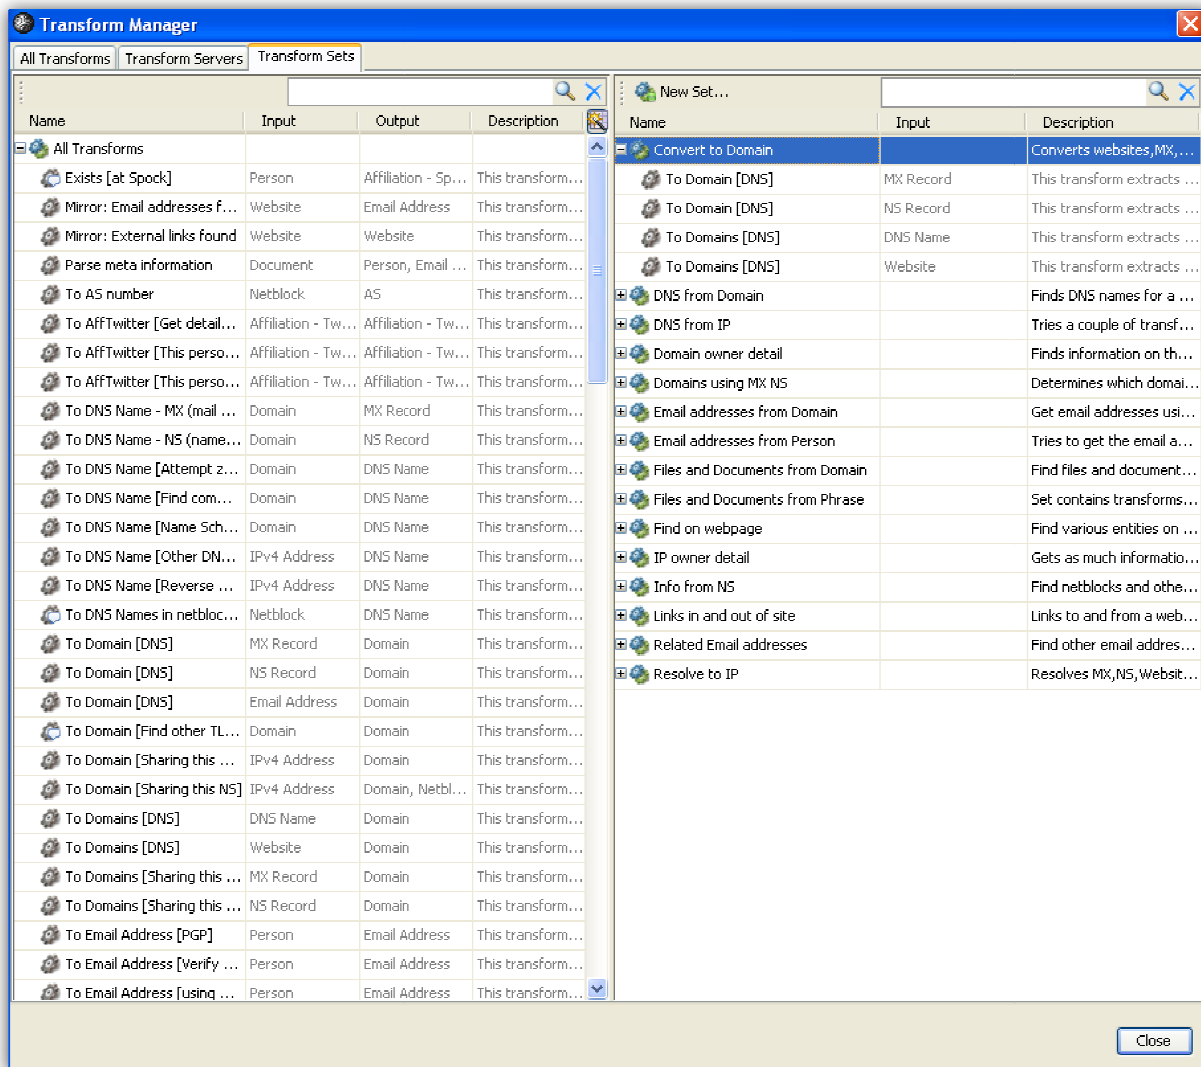 Transform Manager
All Transforms Transform Servers Transform Sets
New Set...
Name Input Output Description
All Transforms
Exists [at Spock] Person Affiliation - Sp... This transform...
Mirror: Email addresses f... Website Email Address This transform...
Mirror: External links found Website Website This transform...
Parse meta information Document Person, Email ... This transform...
To AS number Netblock AS This transform...
To AffTwitter [Get detail... Affiliation - Tw... Affiliation - Tw... This transform...
To AffTwitter [This perso... Affiliation - Tw... Affiliation - Tw... This transform...
To AffTwitter [This perso... Affiliation - Tw... Affiliation - Tw... This transform...
To DNS Name - MX (mail ... Domain MX Record This transform...
To DNS Name - NS (name... Domain NS Record This transform...
To DNS Name [Attempt z... Domain DNS Name This transform...
To DNS Name [Find com... Domain DNS Name This transform...
To DNS Name [Name Sch... Domain DNS Name This transform...
To DNS Name [Other DN... IPv4 Address DNS Name This transform...
To DNS Name [Reverse ... IPv4 Address DNS Name This transform...
To DNS Names in netbloc... Netblock DNS Name This transform...
To Domain [DNS] MX Record Domain This transform...
To Domain [DNS] NS Record Domain This transform...
To Domain [DNS] Email Address Domain This transform...
To Domain [Find other TL... Domain Domain This transform...
To Domain [Sharing this ... IPv4 Address Domain This transform...
To Domain [Sharing this NS] IPv4 Address Domain, Netbl... This transform...
To Domains [DNS] DNS Name Domain This transform...
To Domains [DNS] Website Domain This transform...
To Domains [Sharing this ... MX Record Domain This transform...
To Domains [Sharing this ... NS Record Domain This transform...
To Email Address [PGP] Person Email Address This transform...
To Email Address [Verify ... Person Email Address This transform...
To Email Address [using ... Person Email Address This transform...
Name Input Description
Convert to Domain Converts websites,MX,...
To Domain [DNS] MX Record This transform extracts ...
To Domain [DNS] NS Record This transform extracts ...
To Domains [DNS] DNS Name This transform extracts ...
To Domains [DNS] Website This transform extracts ...
DNS from Domain Finds DNS names for a ...
DNS from IP Tries a couple of transf...
Domain owner detail Finds information on th...
Domains using MX NS Determines which domai...
Email addresses from Domain Get email addresses usi...
Email addresses from Person Tries to get the email a...
Files and Documents from Domain Find files and document...
Files and Documents from Phrase Set contains transforms...
Find on webpage Find various entities on ...
IP owner detail Gets as much informatio...
Info from NS Find netblocks and othe...
Links in and out of site Links to and from a web...
Related Email addresses Find other email addres...
Resolve to IP Resolves MX,NS,Websit...
Close